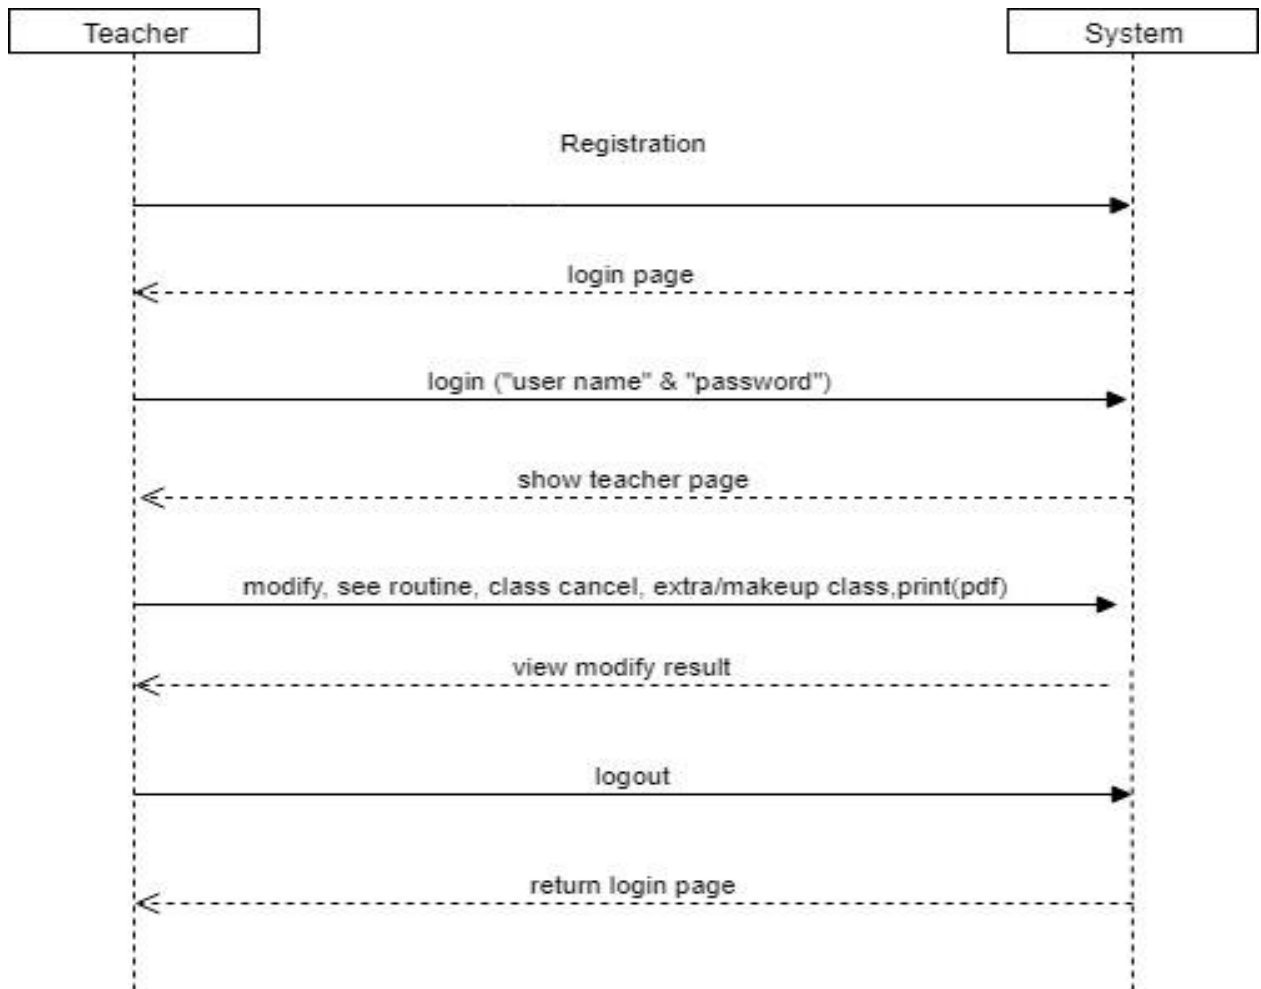 Teacher
System
Registration
login page
login ("user name" & "password")
show teacher page
modify, see routine, class cancel, extra/makeup class,print(pdf)
view modify result
logout
return login page